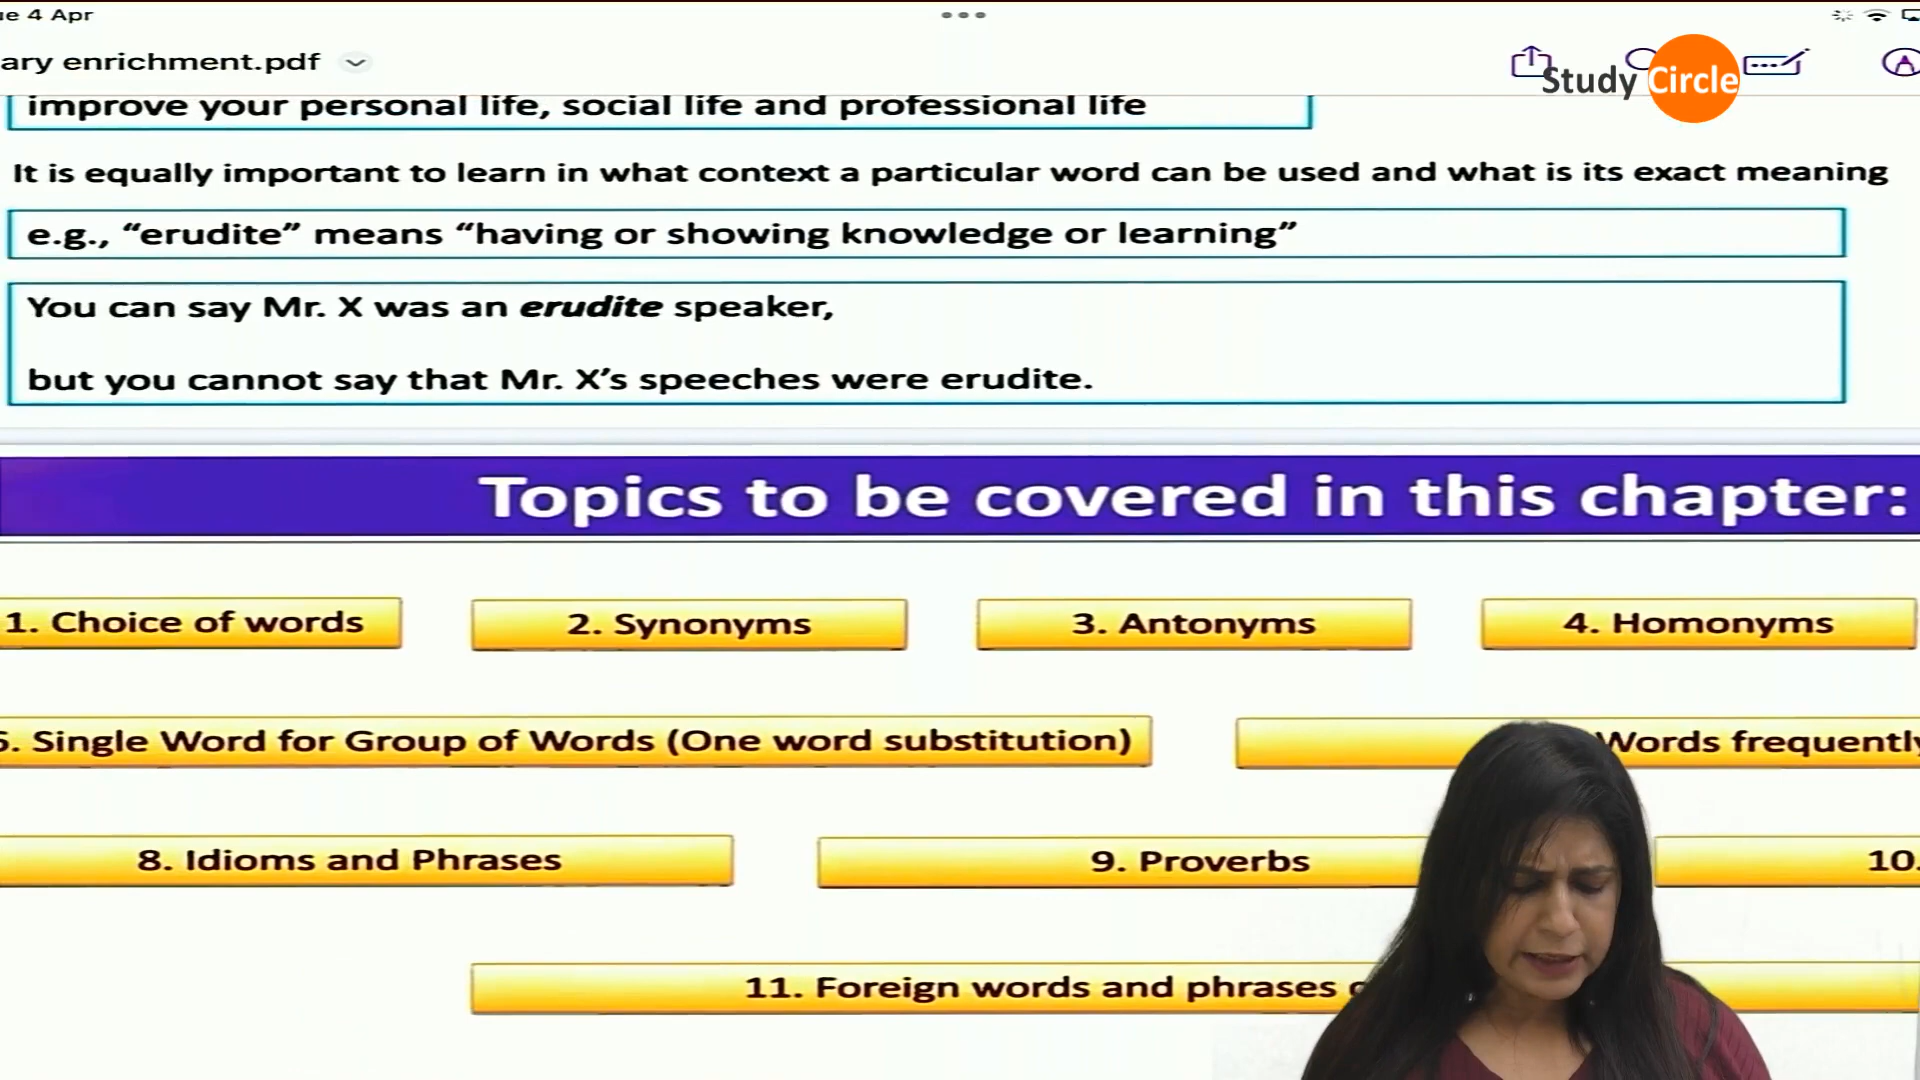 ue 4 Apr
ary enrichment.pdf
Study Circle
improve your personal life, social life and professional life
It is equally important to learn in what context a particular word can be used and what is its exact meaning
e.g., “erudite” means “having or showing knowledge or learning”
You can say Mr. X was an erudite speaker,
but you cannot say that Mr. X’s speeches were erudite.
Topics to be covered in this chapter:
1. Choice of words
2. Synonyms
3. Antonyms
4. Homonyms
. Single Word for Group of Words (One word substitution)
Words frequently
8. Idioms and Phrases
9. Proverbs
10.
11. Foreign words and phrases